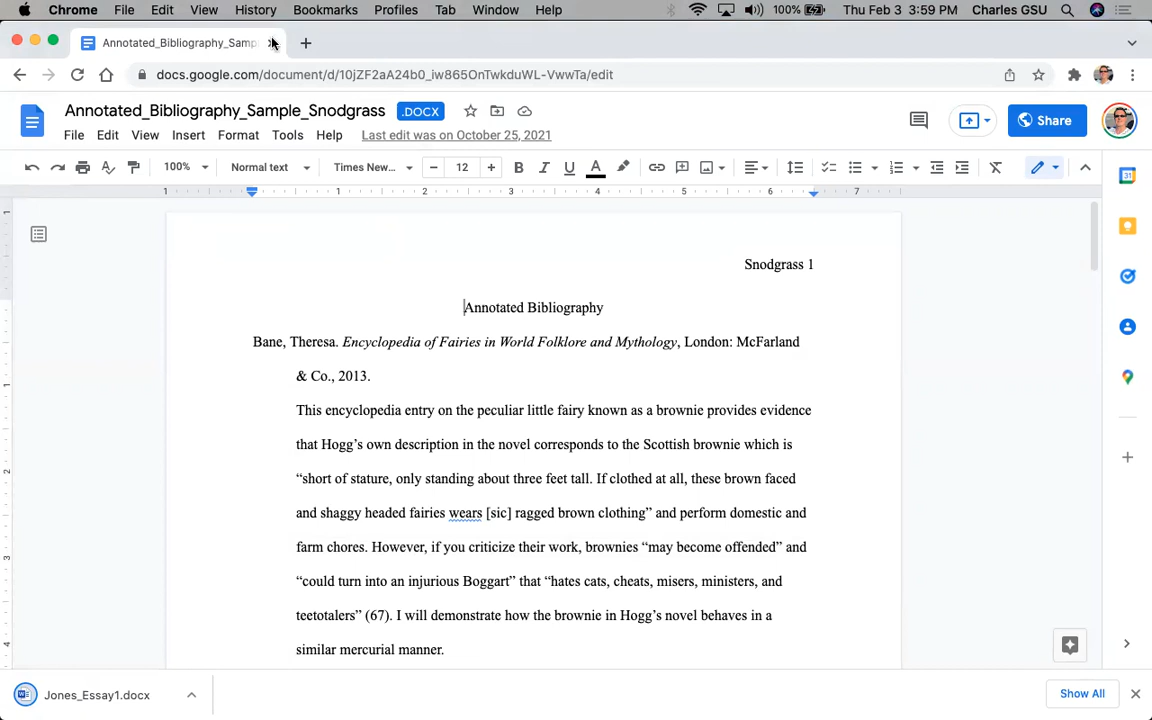 Chrome File Edit View History Bookmarks Profiles Tab Window Help 100% Thu Feb 3 3:59 PM Charles GSU
Annotated_Bibliography_Samp
docs.google.com/document/d/10jZF2aA24b0_iw865OnTwkduWL-VwwTa/edit
Annotated_Bibliography_Sample_Snodgrass .DOCX
Share
File Edit View Insert Format Tools Help Last edit was on October 25, 2021
100% Normal text Times New... 12 B I U A
1 1 2 3 4 5 6 7
Snodgrass 1
Annotated Bibliography
Bane, Theresa. Encyclopedia of Fairies in World Folklore and Mythology, London: McFarland
& Co., 2013.
This encyclopedia entry on the peculiar little fairy known as a brownie provides evidence
that Hogg’s own description in the novel corresponds to the Scottish brownie which is
“short of stature, only standing about three feet tall. If clothed at all, these brown faced
and shaggy headed fairies wears [sic] ragged brown clothing” and perform domestic and
farm chores. However, if you criticize their work, brownies “may become offended” and
“could turn into an injurious Boggart” that “hates cats, cheats, misers, ministers, and
teetotalers” (67). I will demonstrate how the brownie in Hogg’s novel behaves in a
similar mercurial manner.
Jones_Essay1.docx
Show All